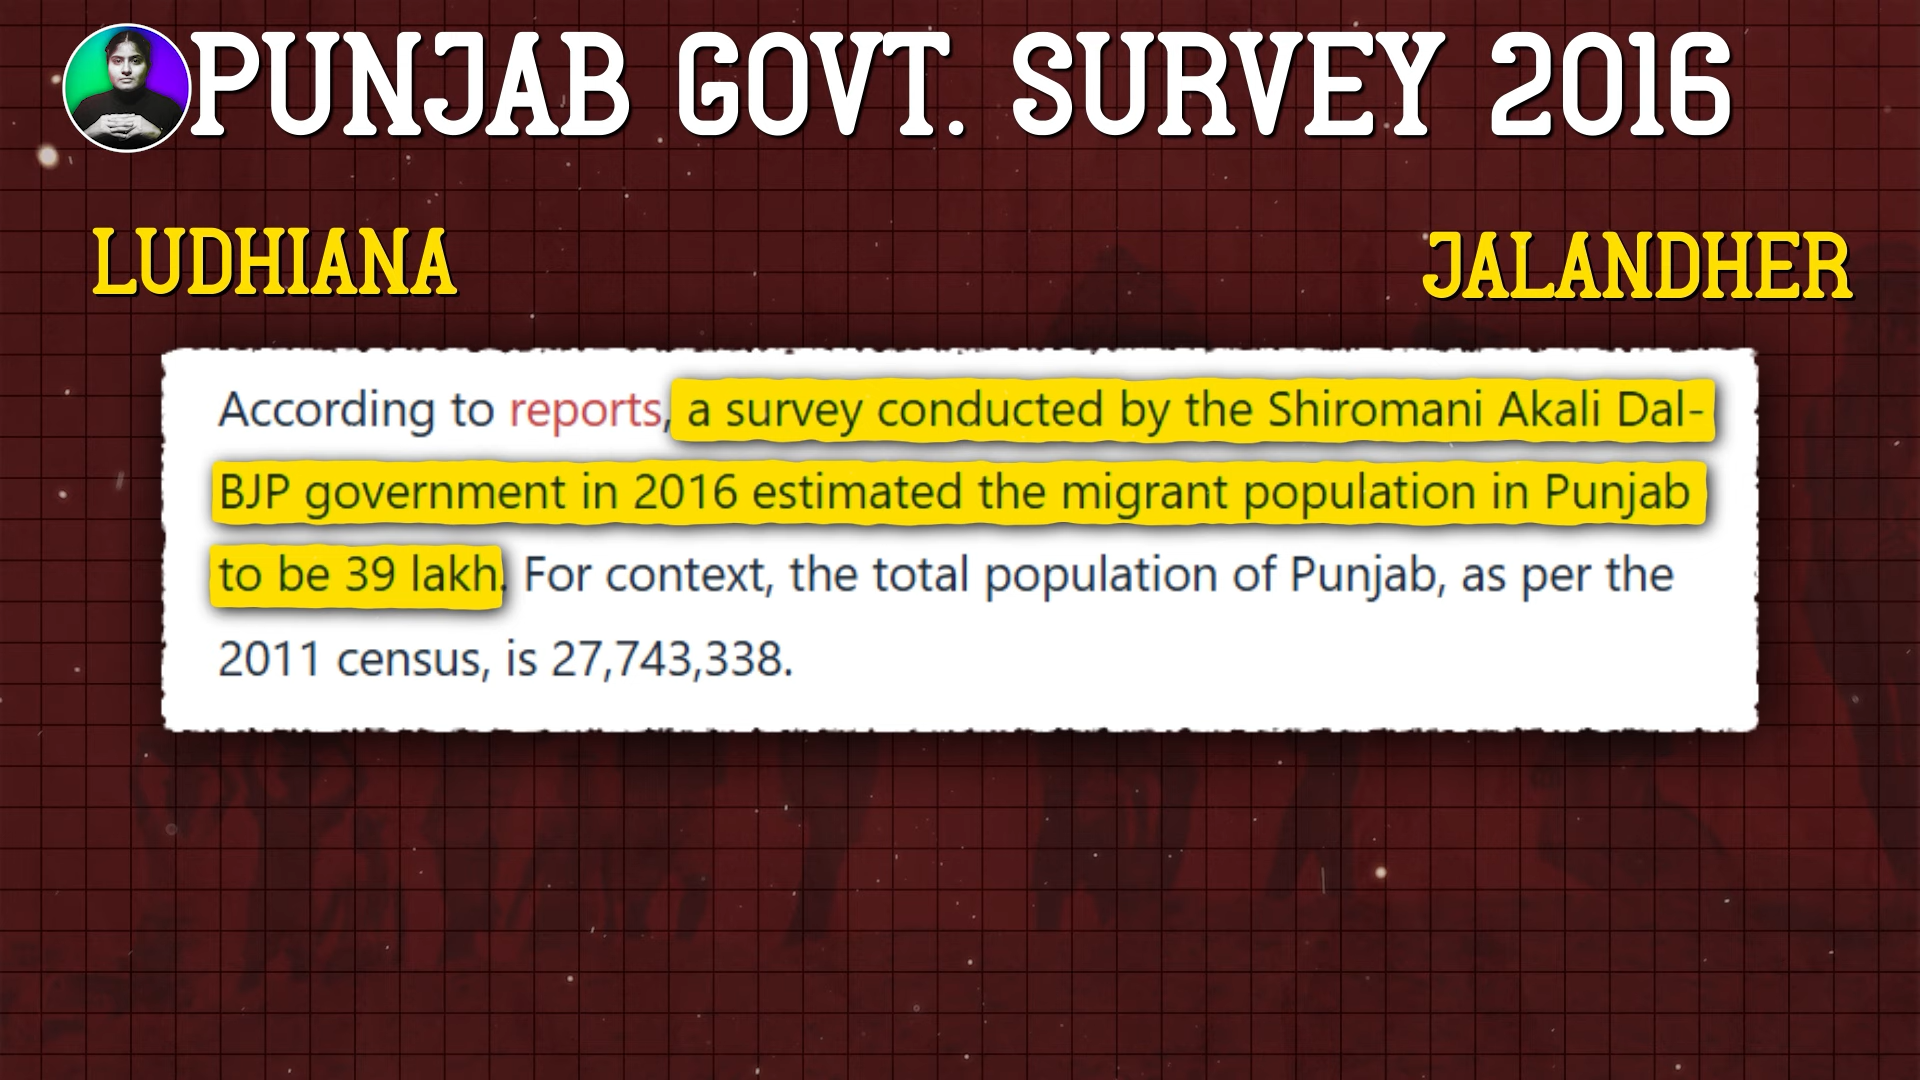 PUNJAB GOVT. SURVEY 2016
LUDHIANA
JALANDHER
According to reports, a survey conducted by the Shiromani Akali Dal-
BJP government in 2016 estimated the migrant population in Punjab
to be 39 lakh. For context, the total population of Punjab, as per the
2011 census, is 27,743,338.